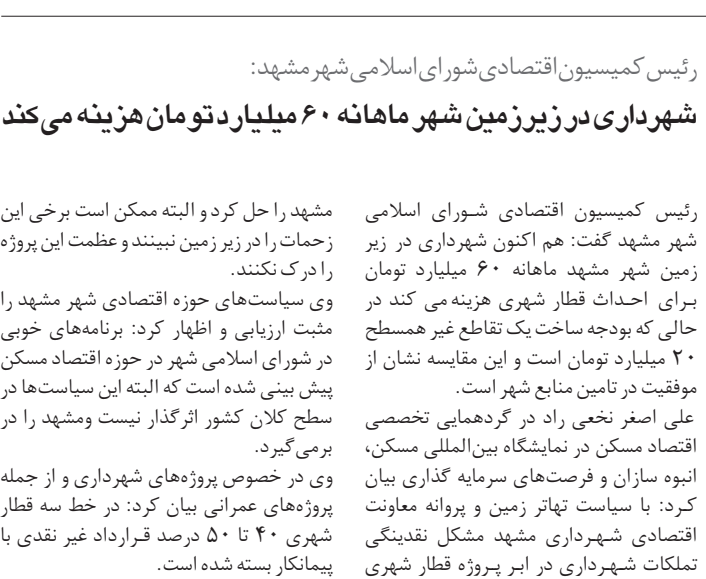 رئیس کمیسیون اقتصادی شورای اسلامی شهر مشهد:
شهرداری در زیرزمین شهر ماهانه ۶۰ میلیارد تومان هزینه می‌کند
رئیس کمیسیون اقتصادی شورای اسلامی
شهر مشهد گفت: هم اکنون شهرداری در زیر
زمین شهر مشهد ماهانه ۶۰ میلیارد تومان
برای احداث قطار شهری هزینه می کند در
حالی که بودجه ساخت یک تقاطع غیر همسطح
۲۰ میلیارد تومان است و این مقایسه نشان از
موفقیت در تامین منابع شهر است.
علی اصغر نخعی راد در گردهمایی تخصصی
اقتصاد مسکن در نمایشگاه بین‌المللی مسکن،
انبوه سازان و فرصت‌های سرمایه گذاری بیان
کرد: با سیاست تهاتر زمین و پروانه معاونت
اقتصادی شهرداری مشهد مشکل نقدینگی
تملکات شهرداری در ابر پروژه قطار شهری
مشهد را حل کرد و البته ممکن است برخی این
زحمات را در زیر زمین نبینند و عظمت این پروژه
را درک نکنند.
وی سیاست‌های حوزه اقتصادی شهر مشهد را
مثبت ارزیابی و اظهار کرد: برنامه‌های خوبی
در شورای اسلامی شهر در حوزه اقتصاد مسکن
پیش بینی شده است که البته این سیاست‌ها در
سطح کلان کشور اثرگذار نیست ومشهد را در
برمی‌گیرد.
وی در خصوص پروژه‌های شهرداری و از جمله
پروژه‌های عمرانی بیان کرد: در خط سه قطار
شهری ۴۰ تا ۵۰ درصد قرارداد غیر نقدی با
پیمانکار بسته شده است.